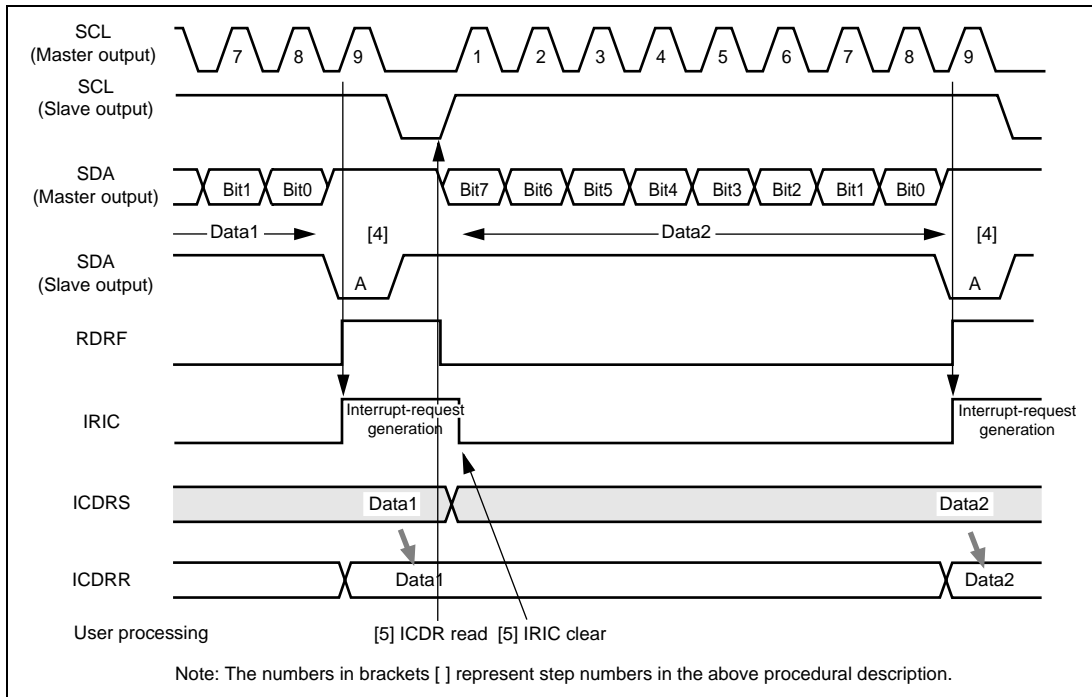 SCL
(Master output)
7 8 9 1 2 3 4 5 6 7 8 9
SCL
(Slave output)
SDA
(Master output)
Bit1 Bit0 Bit7 Bit6 Bit5 Bit4 Bit3 Bit2 Bit1 Bit0
Data1 [4] Data2 [4]
SDA
(Slave output)
A A
RDRF
IRIC
Interrupt-request
generation
Interrupt-request
generation
ICDRS
Data1 Data2
ICDRR
Data1 Data2
User processing
[5] ICDR read [5] IRIC clear
Note: The numbers in brackets [ ] represent step numbers in the above procedural description.